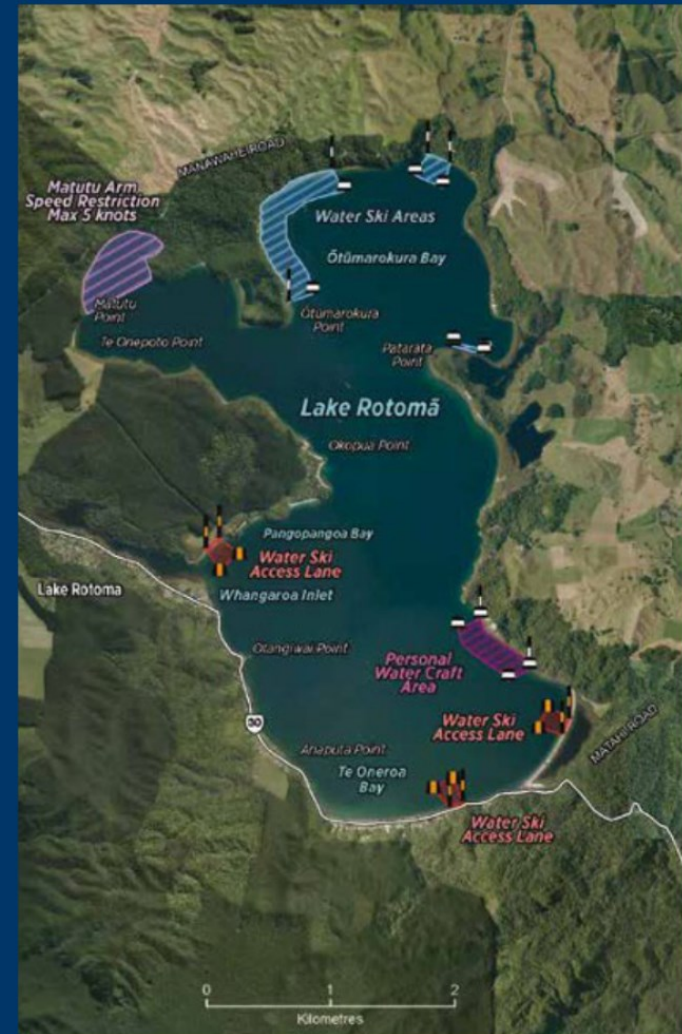 MANAWAHE ROAD
Matutu Arm
Speed Restriction
Max 5 knots
Water Ski Areas
Ōtūmarokura Bay
Matutu
Point
Ōtūmarokura
Point
Te Onepoto Point
Patarata
Point
Lake Rotomā
Okopua Point
Pangopangoa Bay
Water Ski
Access Lane
Lake Rotoma
Whangaroa Inlet
Otangiwai Point
Personal
Water Craft
Area
30
Water Ski
Access Lane
MATAHI ROAD
Anaputa Point
Te Oneroa
Bay
Water Ski
Access Lane
0 1 2
Kilometres